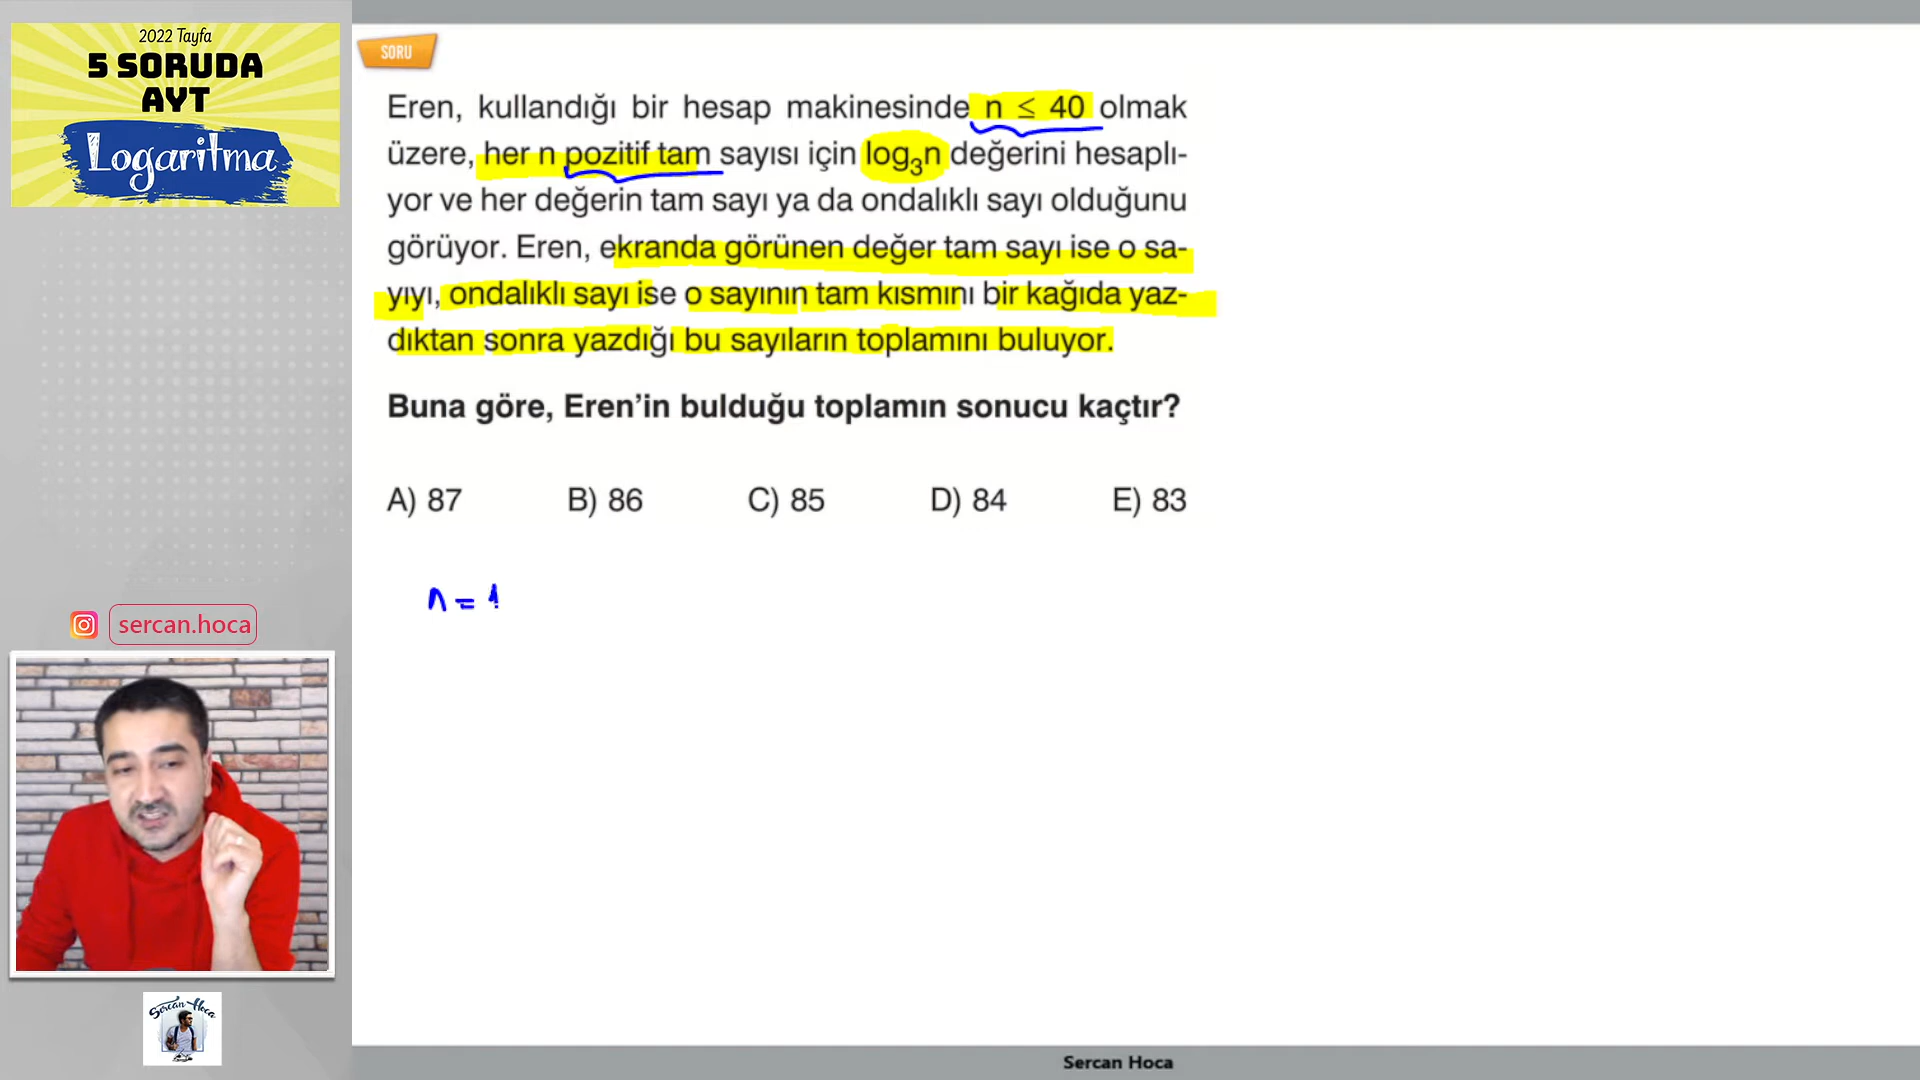 2022 Tayfa
5 SORUDA
AYT
Logaritma
SORU
Eren, kullandığı bir hesap makinesinde n ≤ 40 olmak
üzere, her n pozitif tam sayısı için log₃n değerini hesaplı-
yor ve her değerin tam sayı ya da ondalıklı sayı olduğunu
görüyor. Eren, ekranda görünen değer tam sayı ise o sa-
yıyı, ondalıklı sayı ise o sayının tam kısmını bir kağıda yaz-
dıktan sonra yazdığı bu sayıların toplamını buluyor.
Buna göre, Eren’in bulduğu toplamın sonucu kaçtır?
A) 87 B) 86 C) 85 D) 84 E) 83
n = 1
sercan.hoca
Sercan Hoca
Sercan Hoca